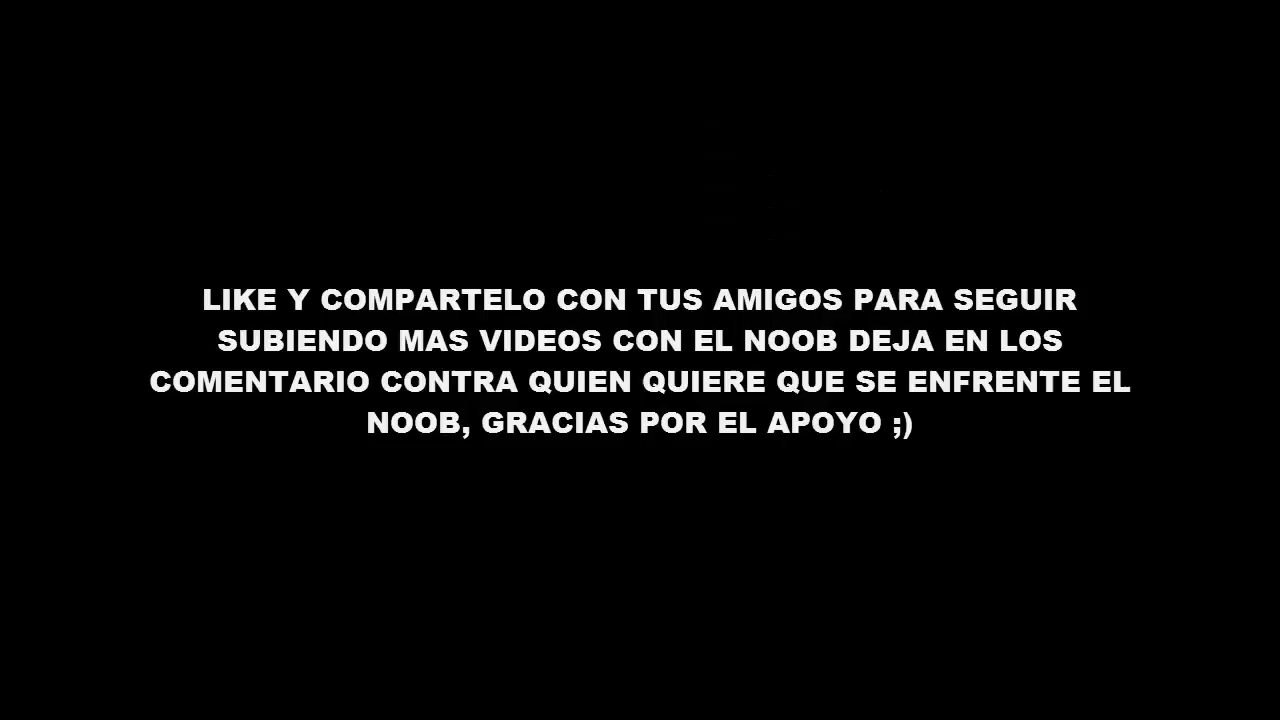 LIKE Y COMPARTELO CON TUS AMIGOS PARA SEGUIR
SUBIENDO MAS VIDEOS CON EL NOOB DEJA EN LOS
COMENTARIO CONTRA QUIEN QUIERE QUE SE ENFRENTE EL
NOOB, GRACIAS POR EL APOYO ;)